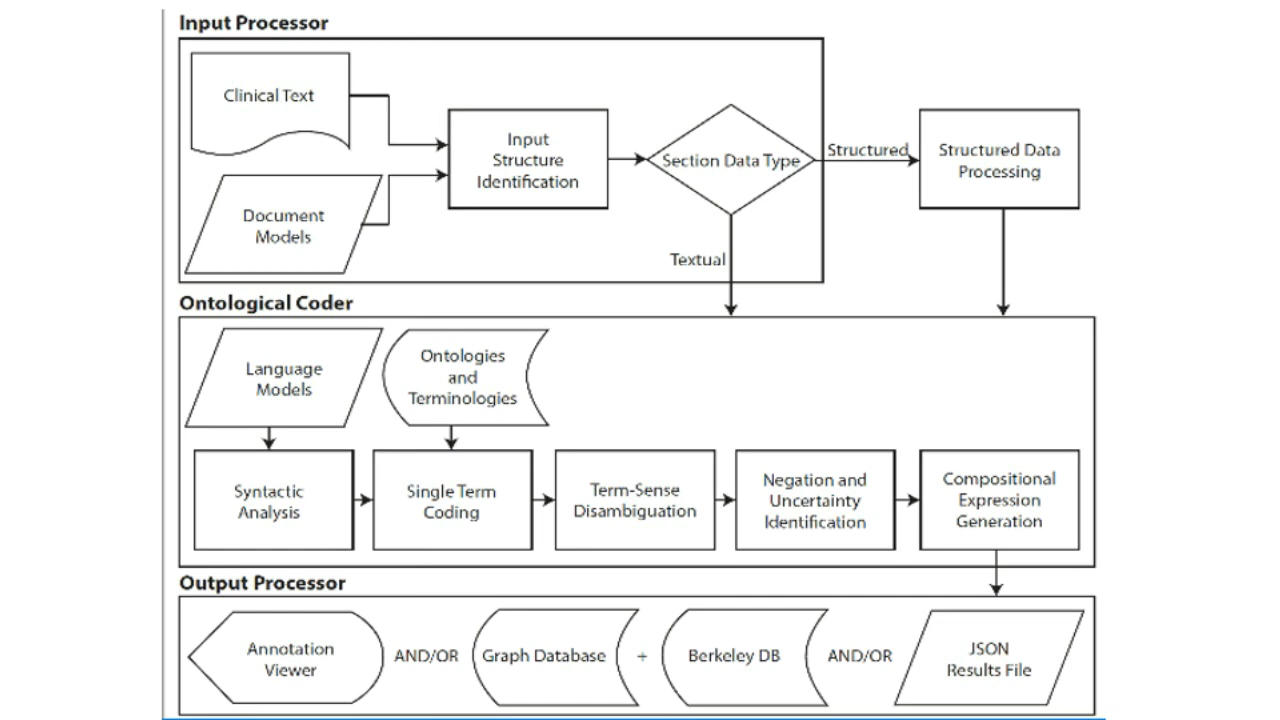 Input Processor
Clinical Text
Input
Structure
Identification
Section Data Type
Structured
Structured Data
Processing
Document
Models
Textual
Ontological Coder
Language
Models
Ontologies
and
Terminologies
Syntactic
Analysis
Single Term
Coding
Term-Sense
Disambiguation
Negation and
Uncertainty
Identification
Compositional
Expression
Generation
Output Processor
Annotation
Viewer
AND/OR
Graph Database
+
Berkeley DB
AND/OR
JSON
Results File